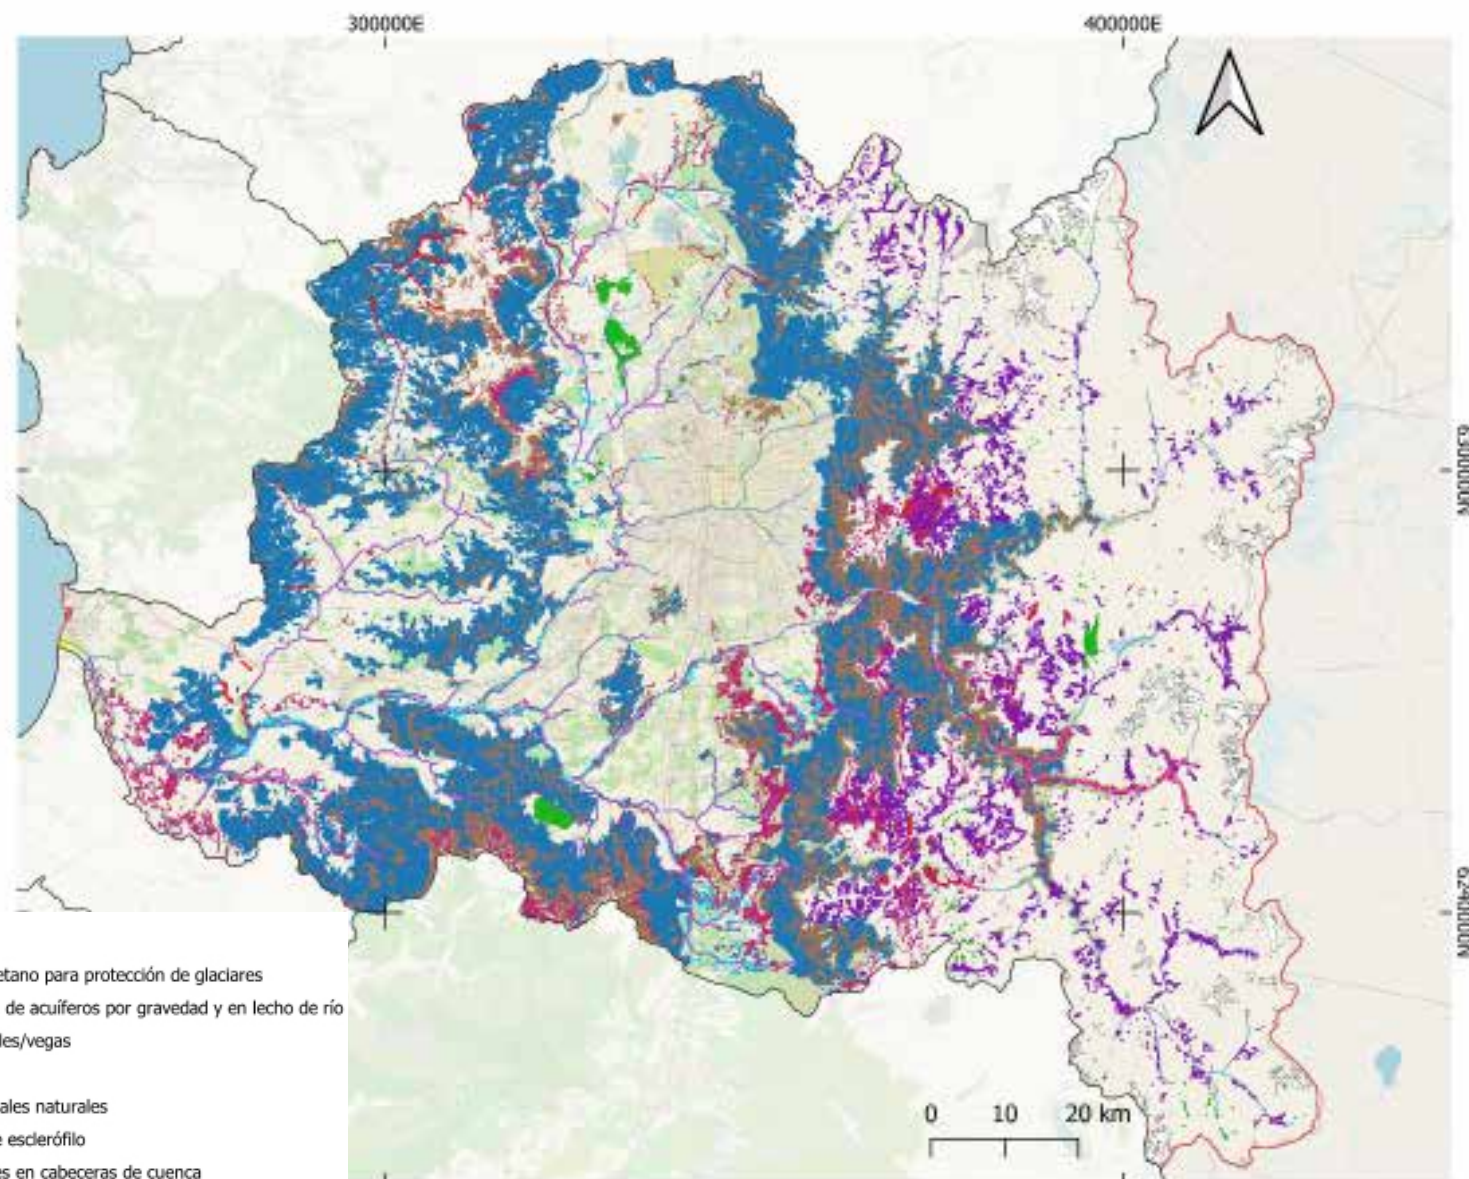 300000E
400000E
6300000N
6240000N
etano para protección de glaciares
de acuíferos por gravedad y en lecho de río
les/vegas
ales naturales
e esclerófilo
es en cabeceras de cuenca
0 10 20 km